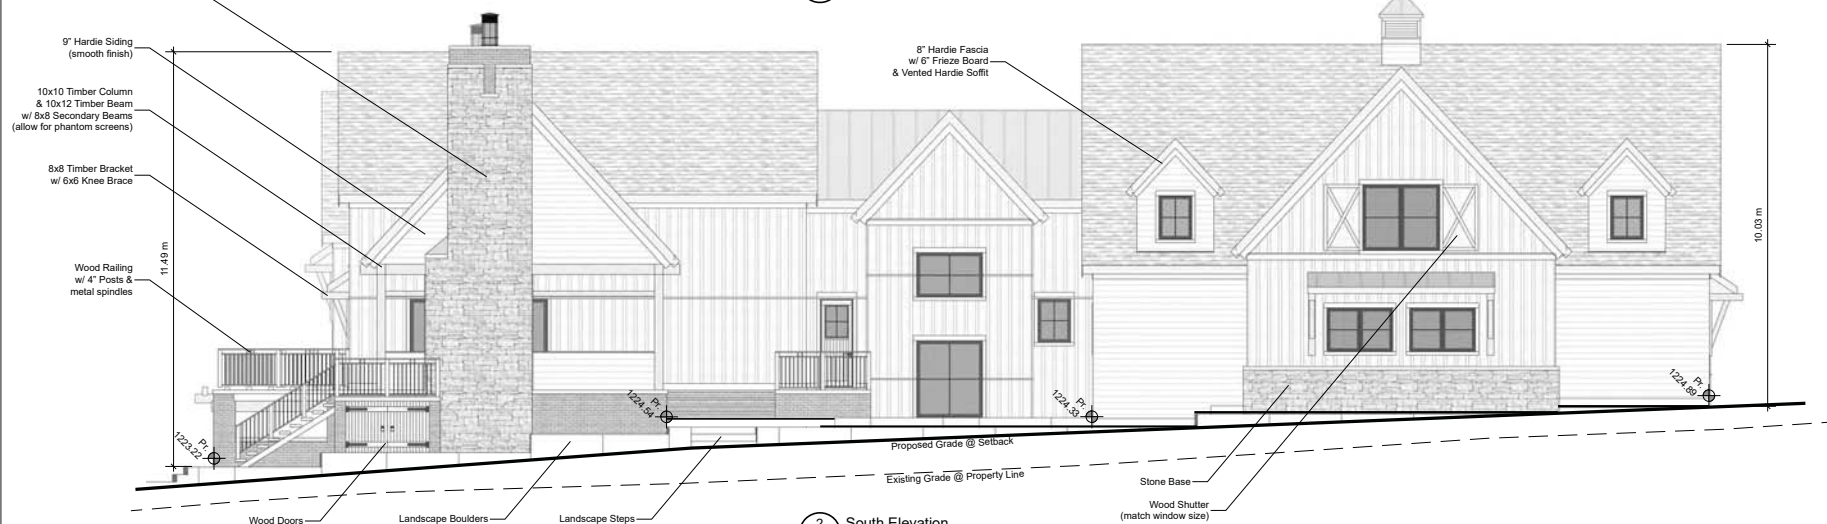 9" Hardie Siding
(smooth finish)
10x10 Timber Column
& 10x12 Timber Beam
w/ 8x8 Secondary Beams
(allow for phantom screens)
8x8 Timber Bracket
w/ 6x6 Knee Brace
Wood Railing
w/ 4" Posts &
metal spindles
11.49 m
8" Hardie Fascia
w/ 6" Frieze Board
& Vented Hardie Soffit
10.03 m
Pr.
1223.22
Pr.
1224.54
Pr.
1224.33
Pr.
1224.89
Proposed Grade @ Setback
Existing Grade @ Property Line
Stone Base
Wood Shutter
(match window size)
Wood Doors
Landscape Boulders
Landscape Steps
2
South Elevation